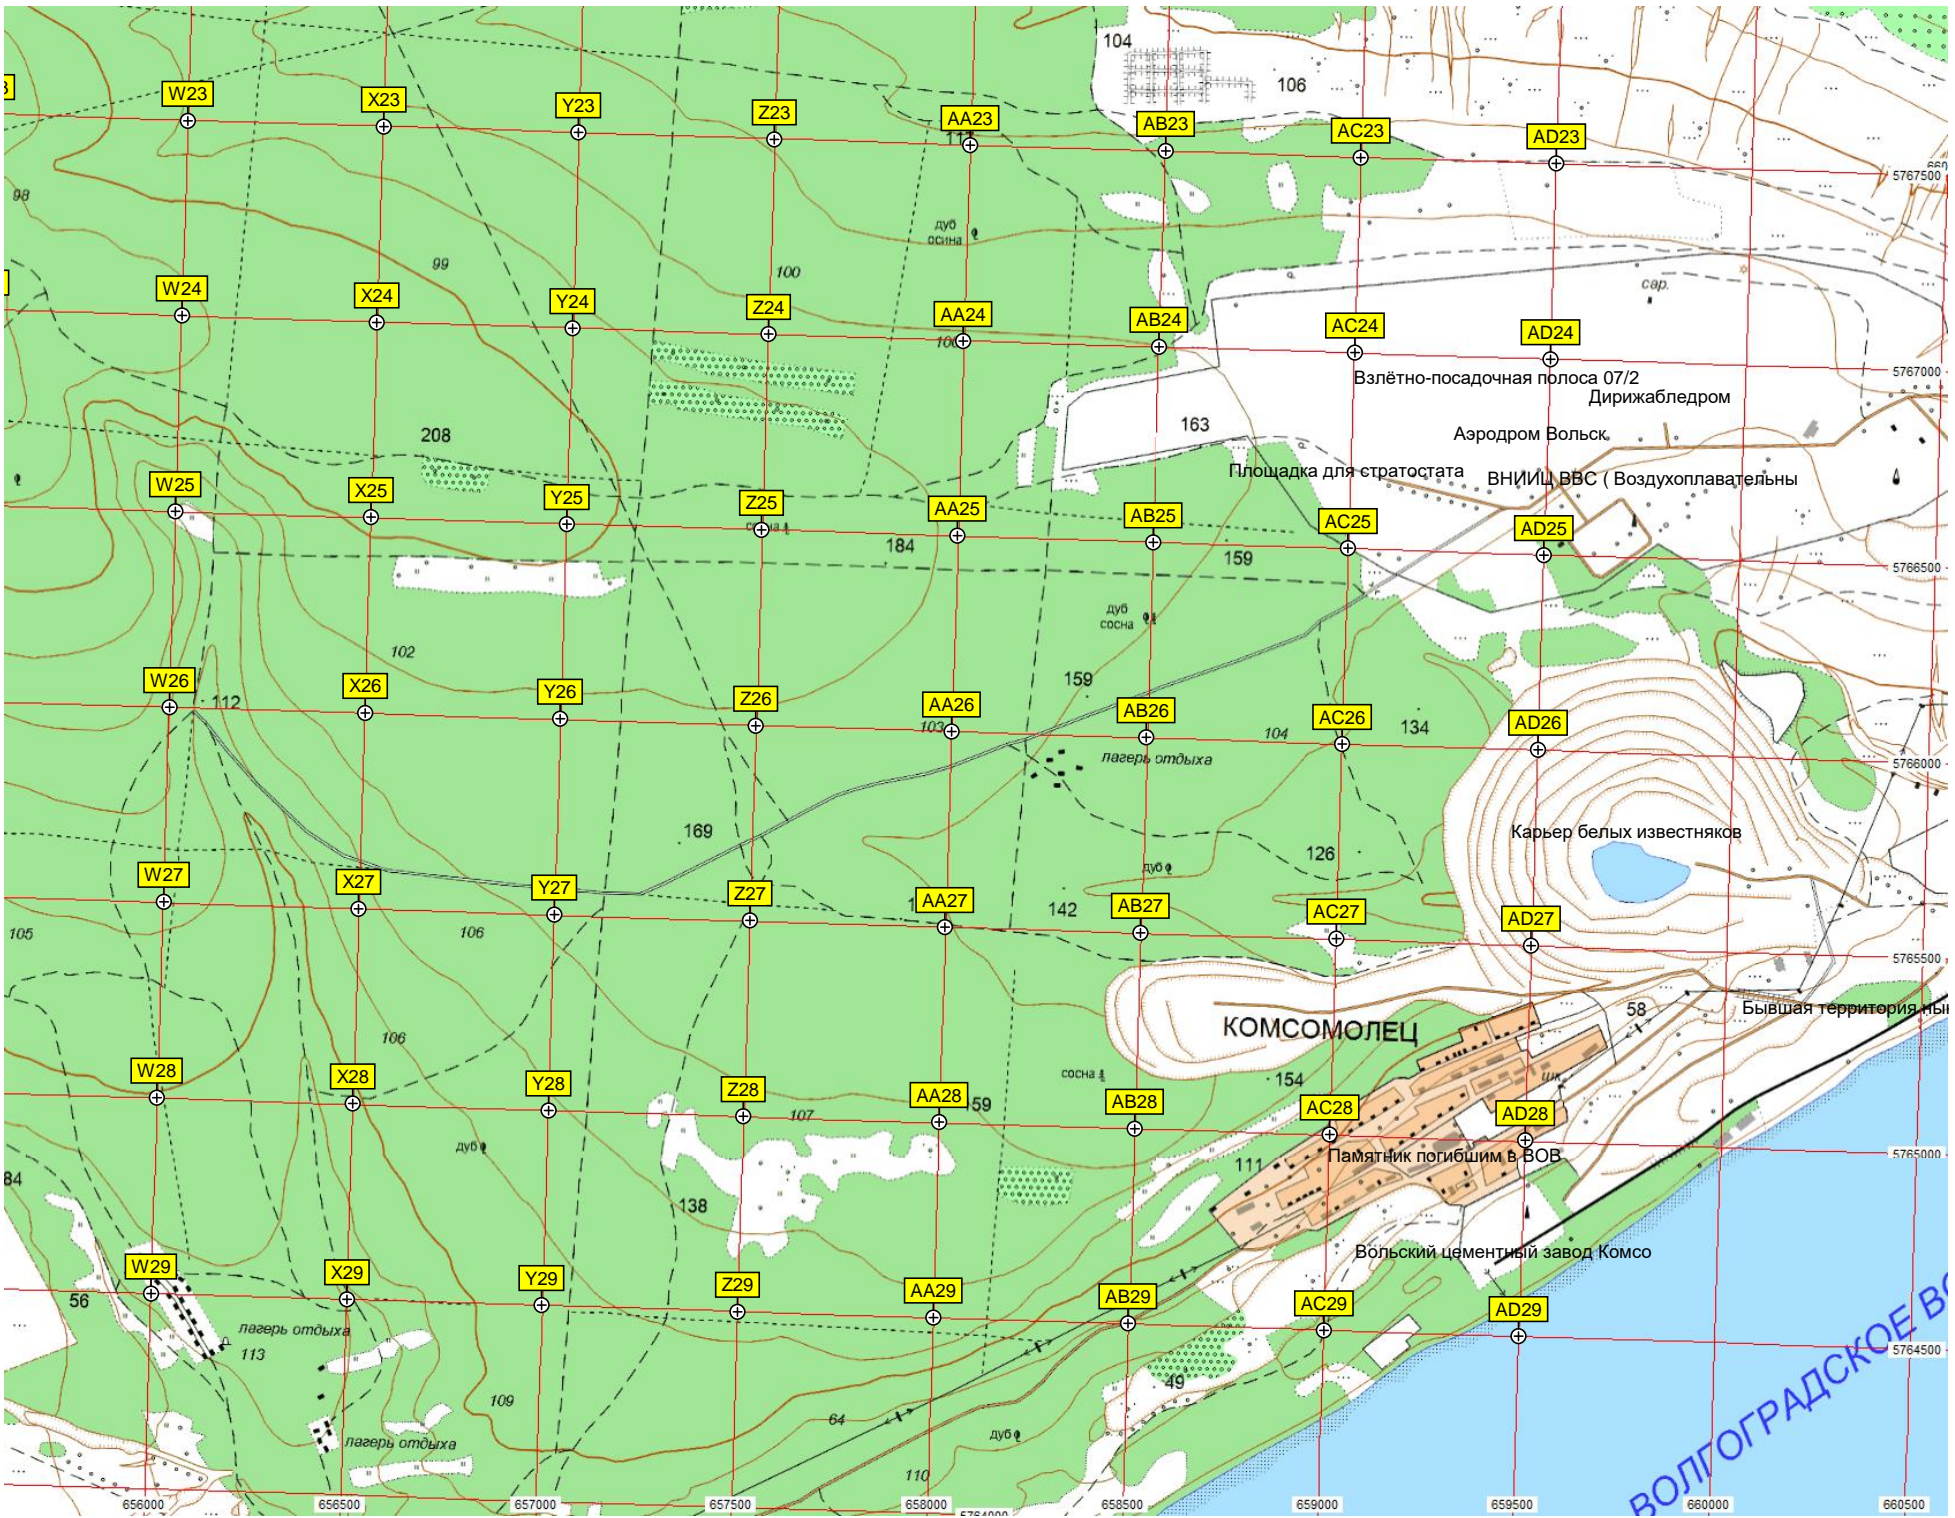 104
106
W23
X23
Y23
Z23
AA23
AB23
AC23
AD23
5767500
98
дуб
осина
99
100
сар.
W24
X24
Y24
Z24
AA24
AB24
AC24
AD24
5767000
Взлётно-посадочная полоса 07/2
Дирижабледром
208
163
Аэродром Вольск
Площадка для стратостата
ВНИИЦ ВВС ( Воздухоплавательны
W25
X25
Y25
Z25
AA25
AB25
AC25
AD25
184
159
5766500
дуб
сосна
102
159
W26
X26
Y26
Z26
AA26
AB26
AC26
AD26
112
103
104
134
лагерь отдыха
5766000
169
Карьер белых известняков
126
дуб
W27
X27
Y27
Z27
AA27
AB27
AC27
AD27
142
105
106
5765500
58
Бывшая территория ны
КОМСОМОЛЕЦ
106
сосна
154
шк.
W28
X28
Y28
Z28
AA28
AB28
AC28
AD28
107
59
дуб
Памятник погибшим в ВОВ
5765000
111
84
138
Вольский цементный завод Комсо
W29
X29
Y29
Z29
AA29
AB29
AC29
AD29
56
лагерь отдыха
113
5764500
49
109
64
дуб
лагерь отдыха
110
ВОЛГОГРАДСКОЕ ВО
656000
656500
657000
657500
658000
658500
659000
659500
660000
660500
5764000